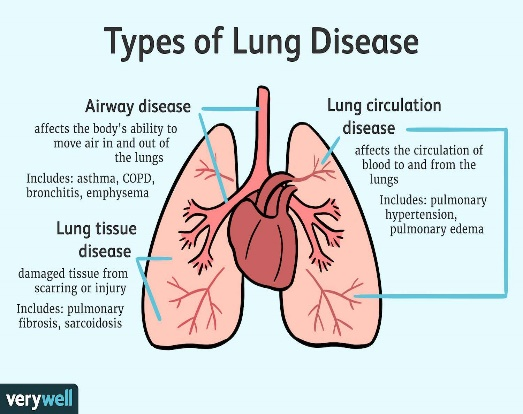 Types of Lung Disease
Airway disease
affects the body's ability to
move air in and out of
the lungs
Includes: asthma, COPD,
bronchitis, emphysema
Lung tissue
disease
damaged tissue from
scarring or injury
Includes: pulmonary
fibrosis, sarcoidosis
Lung circulation
disease
affects the circulation of
blood to and from the
lungs
Includes: pulmonary
hypertension,
pulmonary edema
verywell